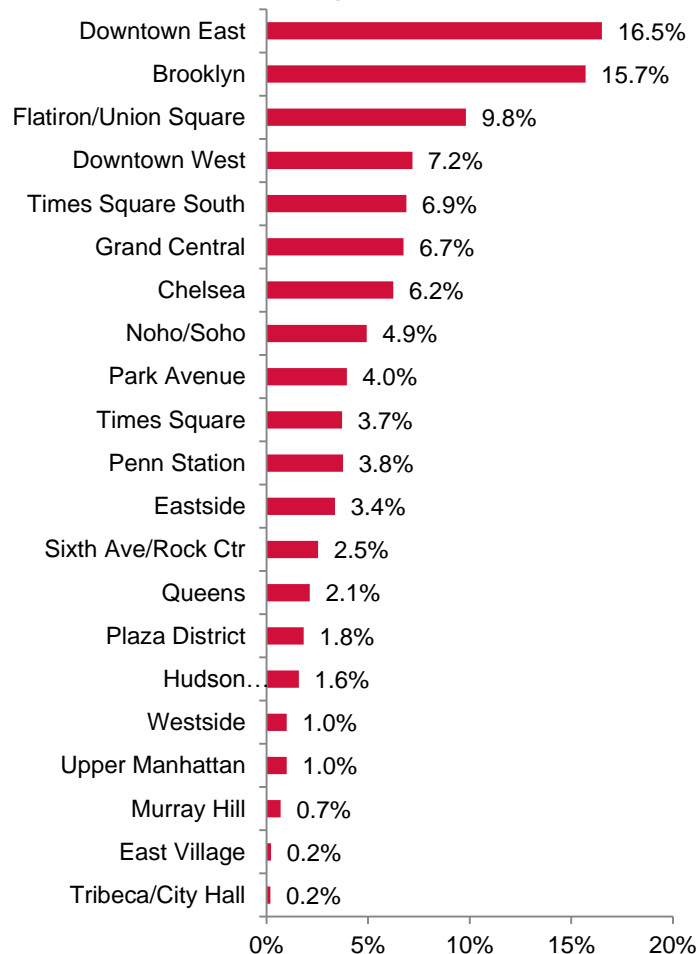 Downtown East 16.5%
Brooklyn 15.7%
Flatiron/Union Square 9.8%
Downtown West 7.2%
Times Square South 6.9%
Grand Central 6.7%
Chelsea 6.2%
Noho/Soho 4.9%
Park Avenue 4.0%
Times Square 3.7%
Penn Station 3.8%
Eastside 3.4%
Sixth Ave/Rock Ctr 2.5%
Queens 2.1%
Plaza District 1.8%
Hudson… 1.6%
Westside 1.0%
Upper Manhattan 1.0%
Murray Hill 0.7%
East Village 0.2%
Tribeca/City Hall 0.2%
0% 5% 10% 15% 20%